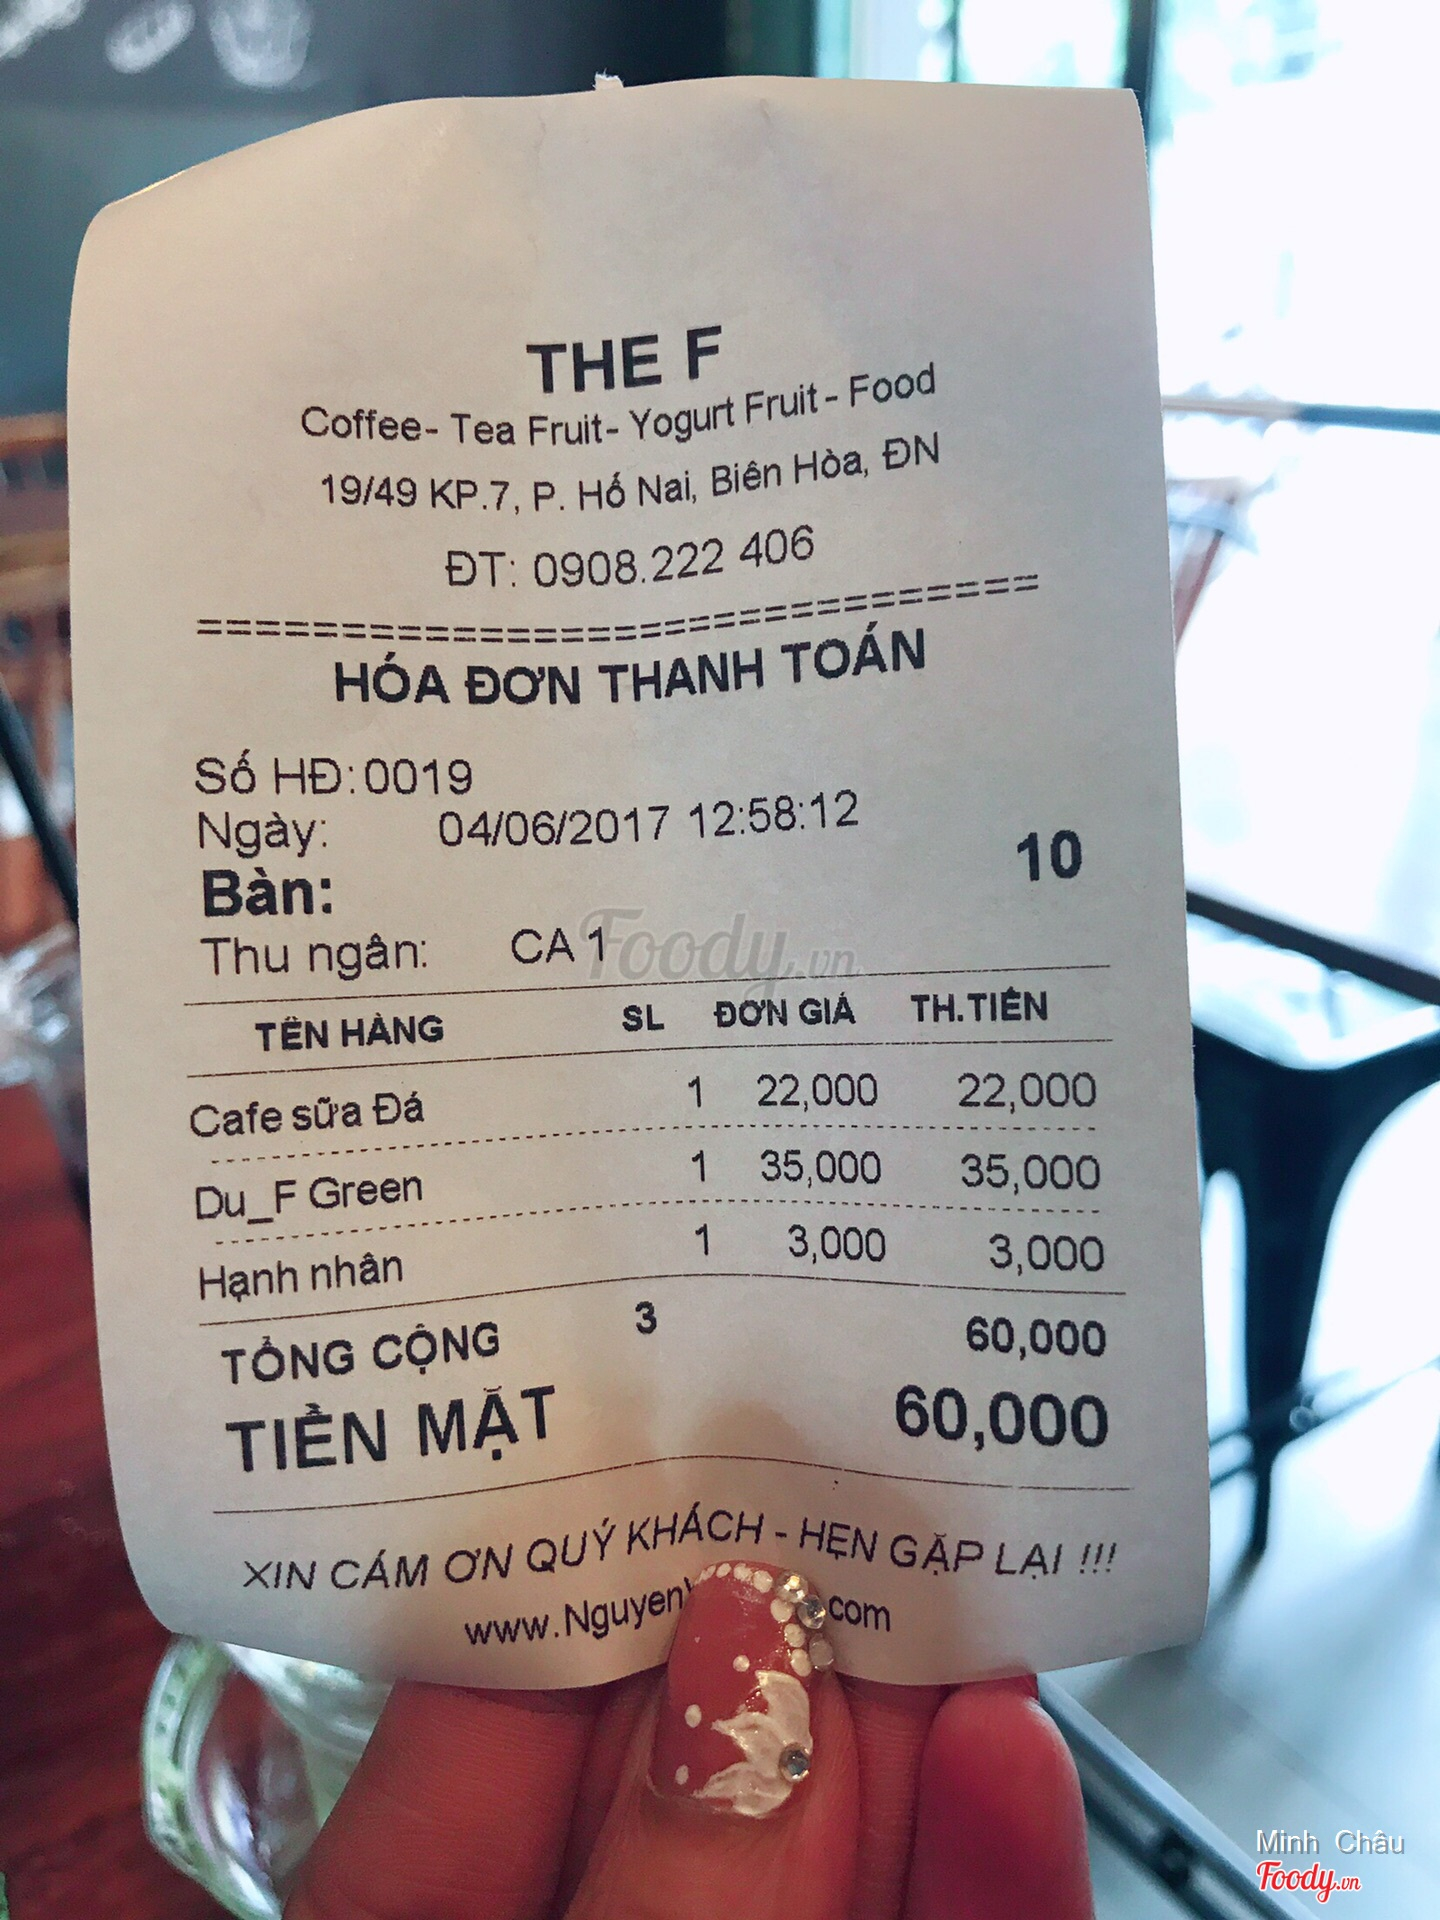 THE F
Coffee- Tea Fruit- Yogurt Fruit - Food
19/49 KP.7, P. Hố Nai, Biên Hòa, ĐN
ĐT: 0908.222 406
==============================
HÓA ĐƠN THANH TOÁN
Số HĐ:0019
Ngày: 04/06/2017 12:58:12
Bàn: 10
Thu ngân: CA 1
Foody.vn
TÊN HÀNG SL ĐƠN GIÁ TH.TIỀN
Cafe sữa Đá 1 22,000 22,000
Du_F Green 1 35,000 35,000
Hạnh nhân 1 3,000 3,000
TỔNG CỘNG 3 60,000
TIỀN MẶT 60,000
XIN CÁM ƠN QUÝ KHÁCH - HẸN GẶP LẠI !!!
www.Nguyen com
Minh Châu
Foody.vn